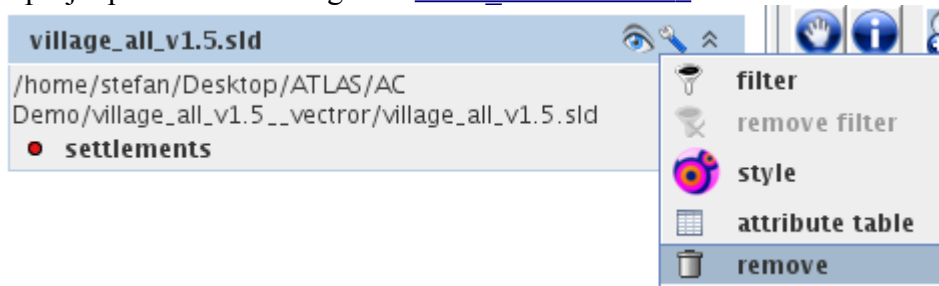 village_all_v1.5.sld
/home/stefan/Desktop/ATLAS/AC
Demo/village_all_v1.5__vectror/village_all_v1.5.sld
settlements
filter
remove filter
style
attribute table
remove